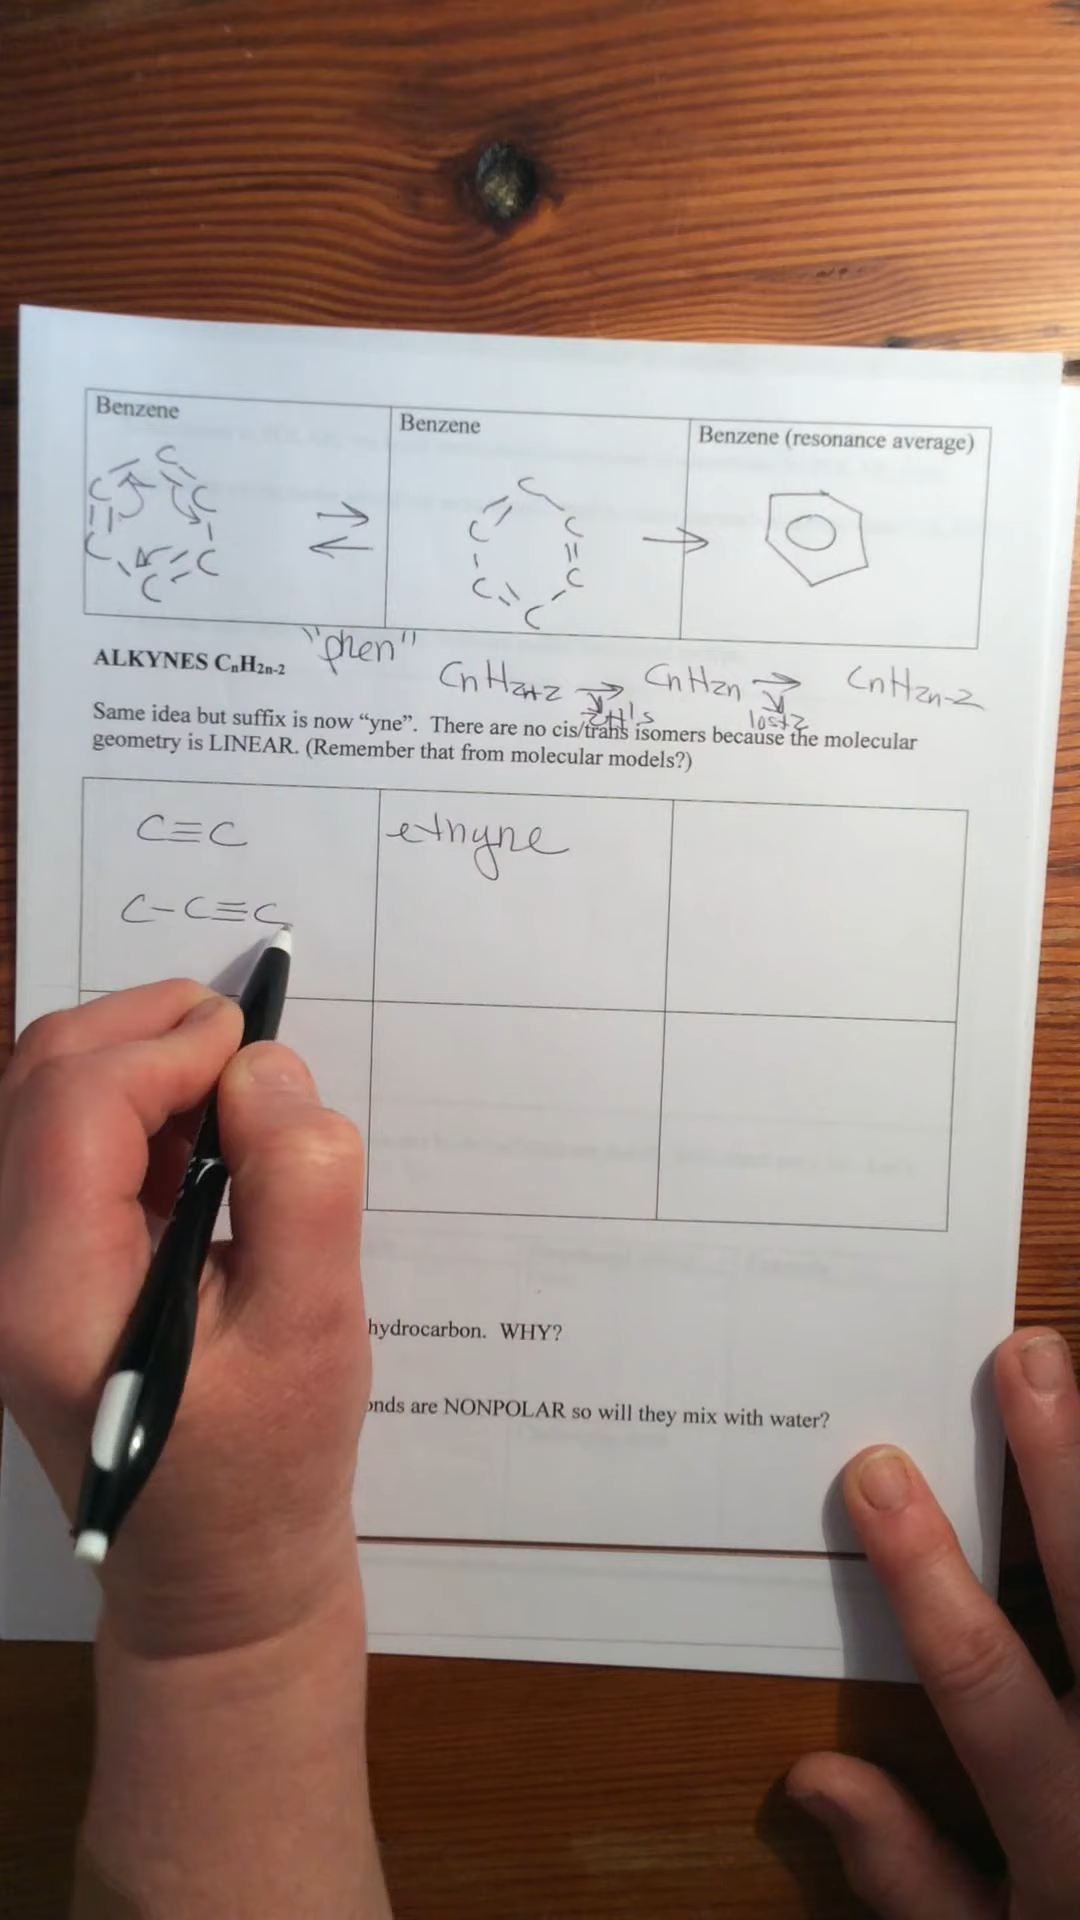 Benzene
Benzene
Benzene (resonance average)
C
C C
C C
C
C
C C
C C
C
"phen"
ALKYNES CnH2n-2
CnH2n+2 → CnH2n → CnH2n-2
2H's lost 2
Same idea but suffix is now “yne”. There are no cis/trans isomers because the molecular
geometry is LINEAR. (Remember that from molecular models?)
C≡C
ethyne
C-C≡C
hydrocarbon. WHY?
onds are NONPOLAR so will they mix with water?